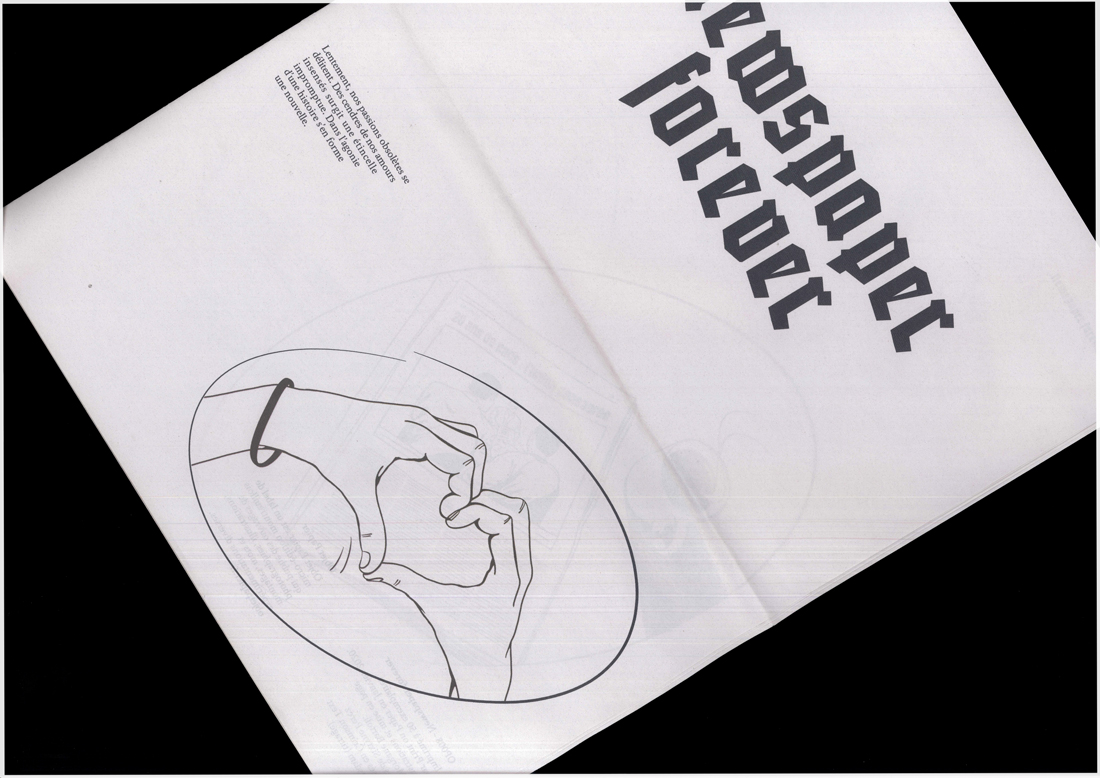 Lentement, nos passions obsolètes se
délitent. Des cendres de nos amours
insensés surgit une étincelle
impromptue. Dans l'agonie
d'une histoire s'en forme
une nouvelle.
ewspaper
forever